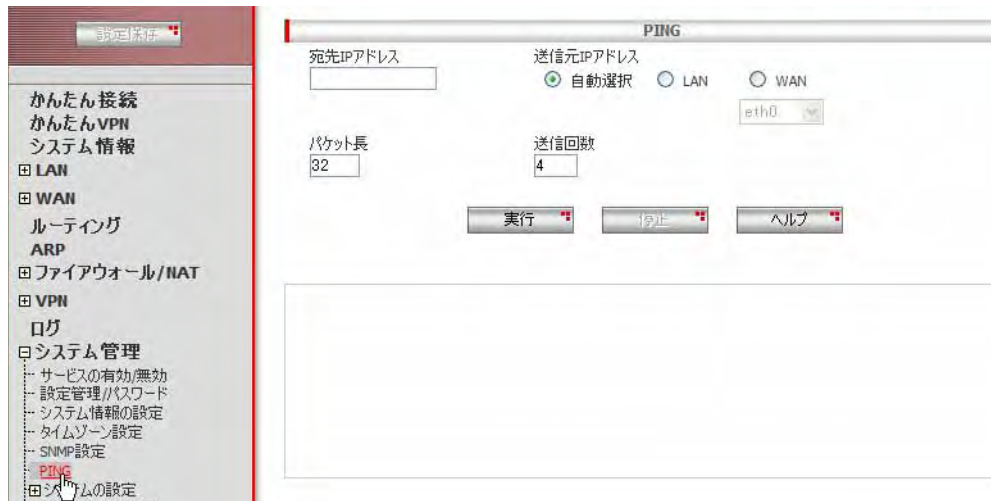 設定保存
かんたん接続
かんたんVPN
システム情報
LAN
WAN
ルーティング
ARP
ファイアウォール/NAT
VPN
ログ
システム管理
サービスの有効/無効
設定管理/パスワード
システム情報の設定
タイムゾーン設定
SNMP設定
PING
システムの設定
PING
宛先IPアドレス
送信元IPアドレス
自動選択 LAN WAN
eth0
パケット長
送信回数
32
4
実行 停止 ヘルプ